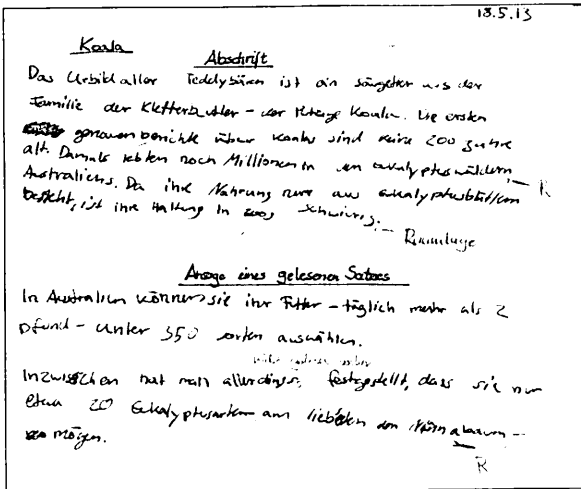 18.5.13
Koala
Abschrift
Das Urbild aller Teddybären ist ein säugetier aus der
Familie der Kletterbeutler - der Koala. Die ersten
genauen berichte über Koalas sind keine 200 Jahre
alt. Damals lebten noch Millionen in den eukalyptuswäldern
Australiens. Da ihre Nahrung nur aus eukalyptusblättern
besteht, ist ihre Haltung in zoos schwierig.
R
Raumlage
Ansage eines gelesenen Satzes
In Australien können sie ihr Futter - täglich mehr als 2
pfund - unter 350 sorten auswählen.
Inzwischen hat man allerdings festgestellt, dass sie nur
etwa 20 Eukalyptusarten am liebsten den
mögen.
R